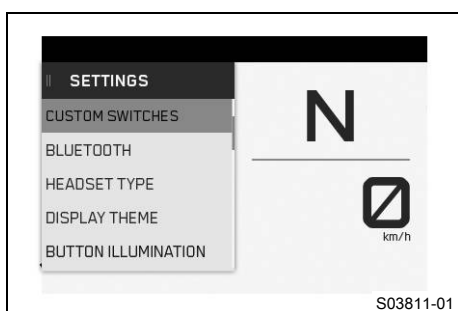 SETTINGS
CUSTOM SWITCHES
BLUETOOTH
HEADSET TYPE
DISPLAY THEME
BUTTON ILLUMINATION
N
0
km/h
S03811-01